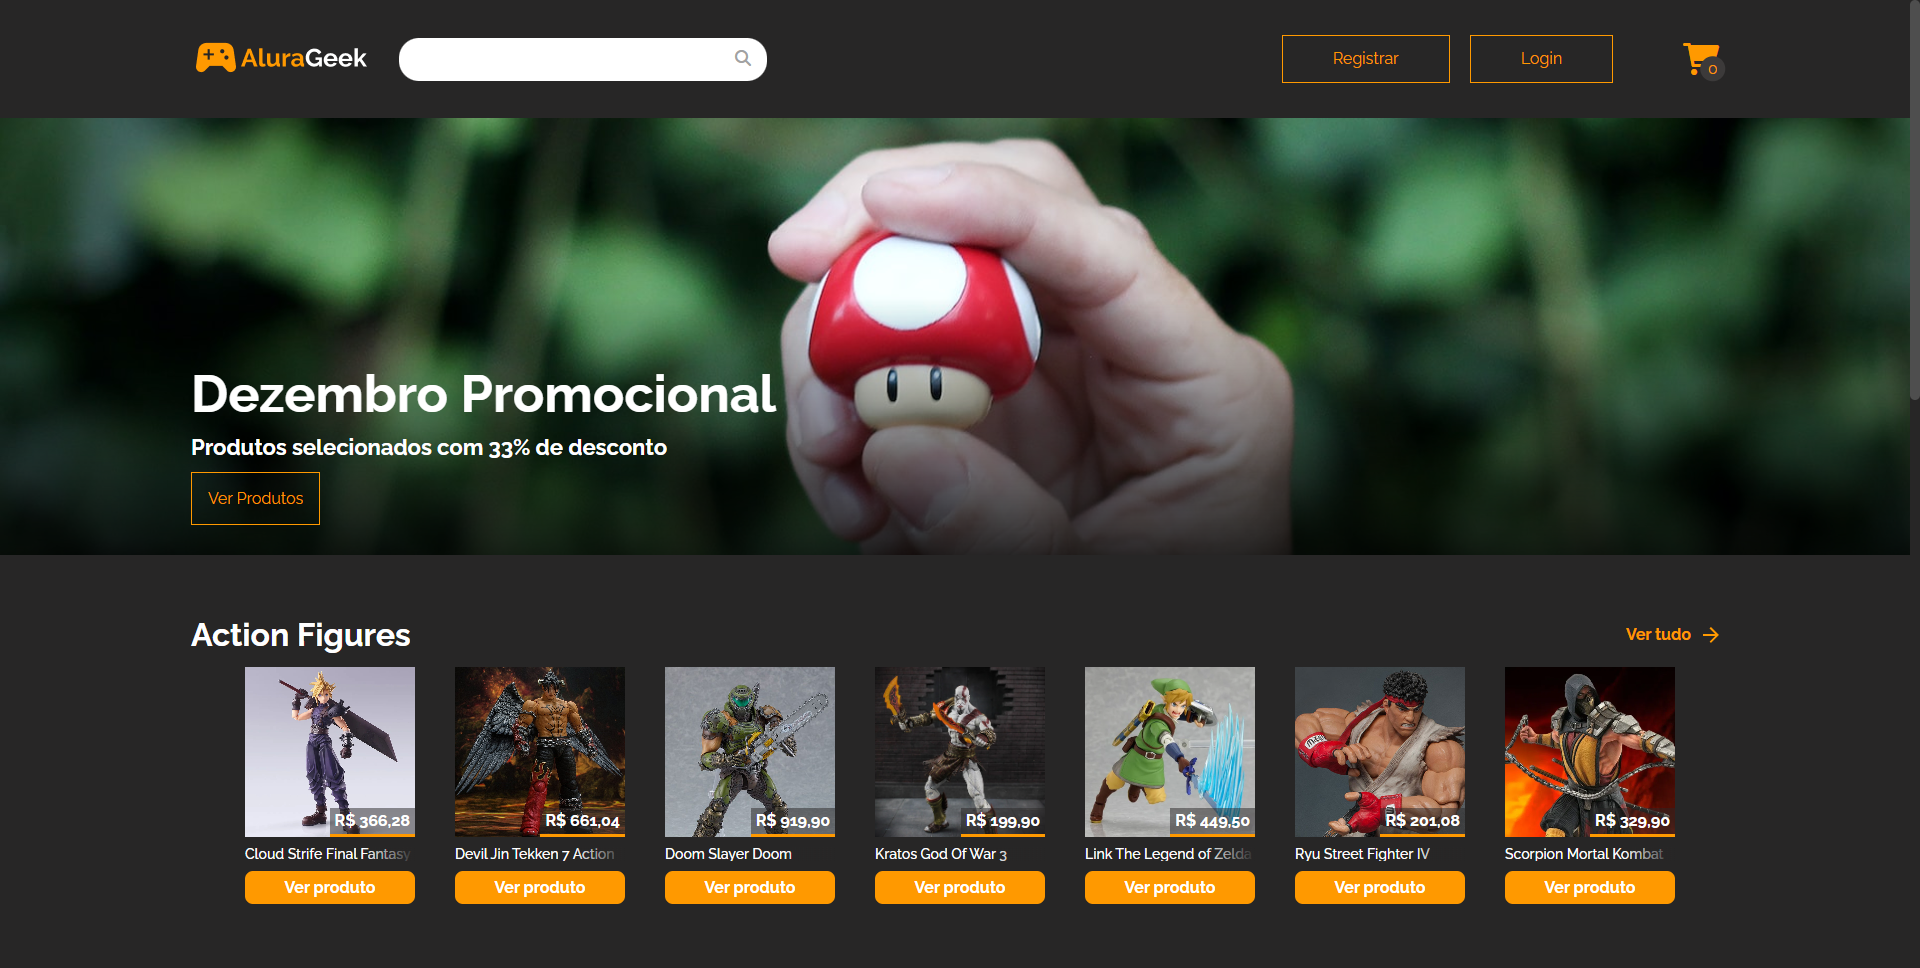 AluraGeek
Registrar
Login
0
Dezembro Promocional
Produtos selecionados com 33% de desconto
Ver Produtos
Action Figures
Ver tudo
R$ 366,28
R$ 661,04
R$ 919,90
R$ 199,90
R$ 449,50
R$ 201,08
R$ 329,90
Cloud Strife Final Fantasy
Devil Jin Tekken 7 Action
Doom Slayer Doom
Kratos God Of War 3
Link The Legend of Zelda
Ryu Street Fighter IV
Scorpion Mortal Kombat
Ver produto
Ver produto
Ver produto
Ver produto
Ver produto
Ver produto
Ver produto